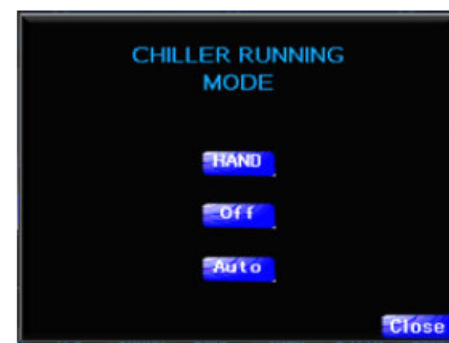 CHILLER RUNNING
MODE
HAND
Off
Auto
Close